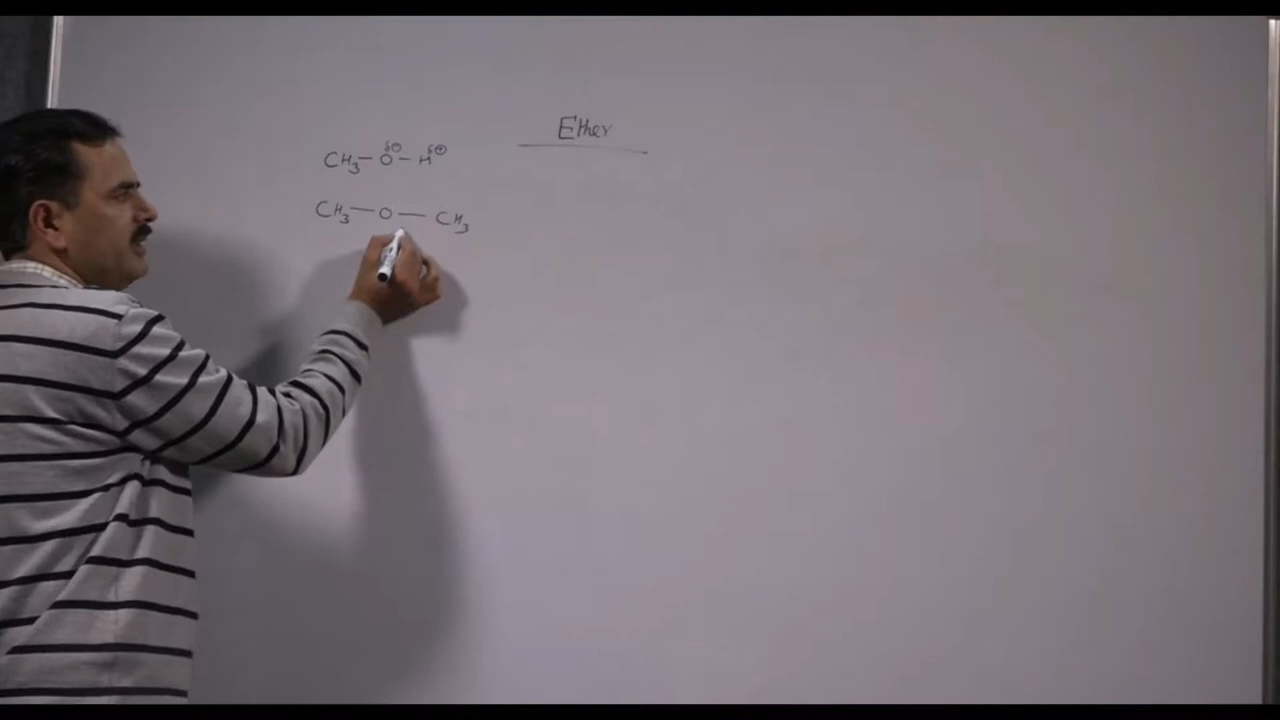 Ether
CH₃ — O^δ⊖ — H^δ⊕
CH₃ — O — CH₃